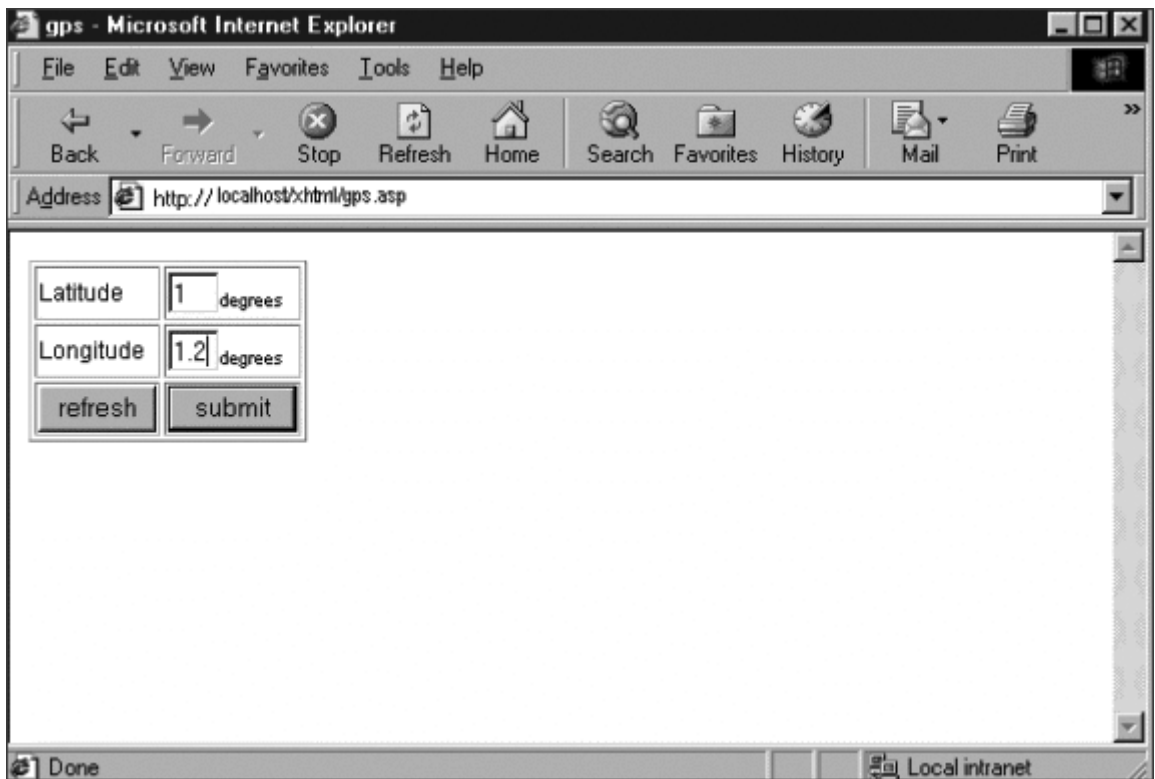 gps - Microsoft Internet Explorer
File Edit View Favorites Tools Help
Back Forward Stop Refresh Home Search Favorites History Mail Print »
Address http://localhost/xhtml/gps.asp
Latitude 1 degrees
Longitude 1.2 degrees
refresh submit
Done Local intranet